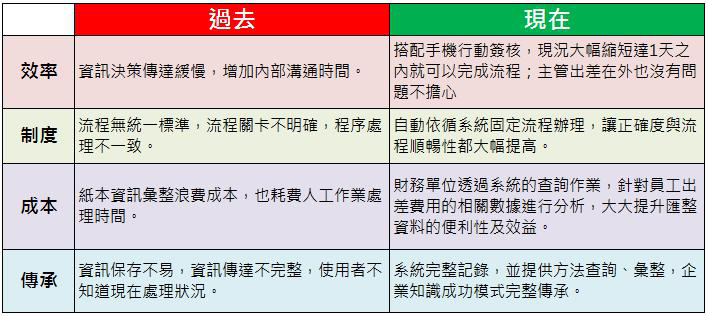 過去
現在
效率
資訊決策傳達緩慢，增加內部溝通時間。
搭配手機行動簽核，現況大幅縮短達1天之
內就可以完成流程；主管出差在外也沒有問
題不擔心
制度
流程無統一標準，流程關卡不明確，程序處
理不一致。
自動依循系統固定流程辦理，讓正確度與流
程順暢性都大幅提高。
成本
紙本資訊彙整浪費成本，也耗費人工作業處
理時間。
財務單位透過系統的查詢作業，針對員工出
差費用的相關數據進行分析，大大提升匯整
資料的便利性及效益。
傳承
資訊保存不易，資訊傳達不完整，使用者不
知道現在處理狀況。
系統完整記錄，並提供方法查詢、彙整，企
業知識成功模式完整傳承。